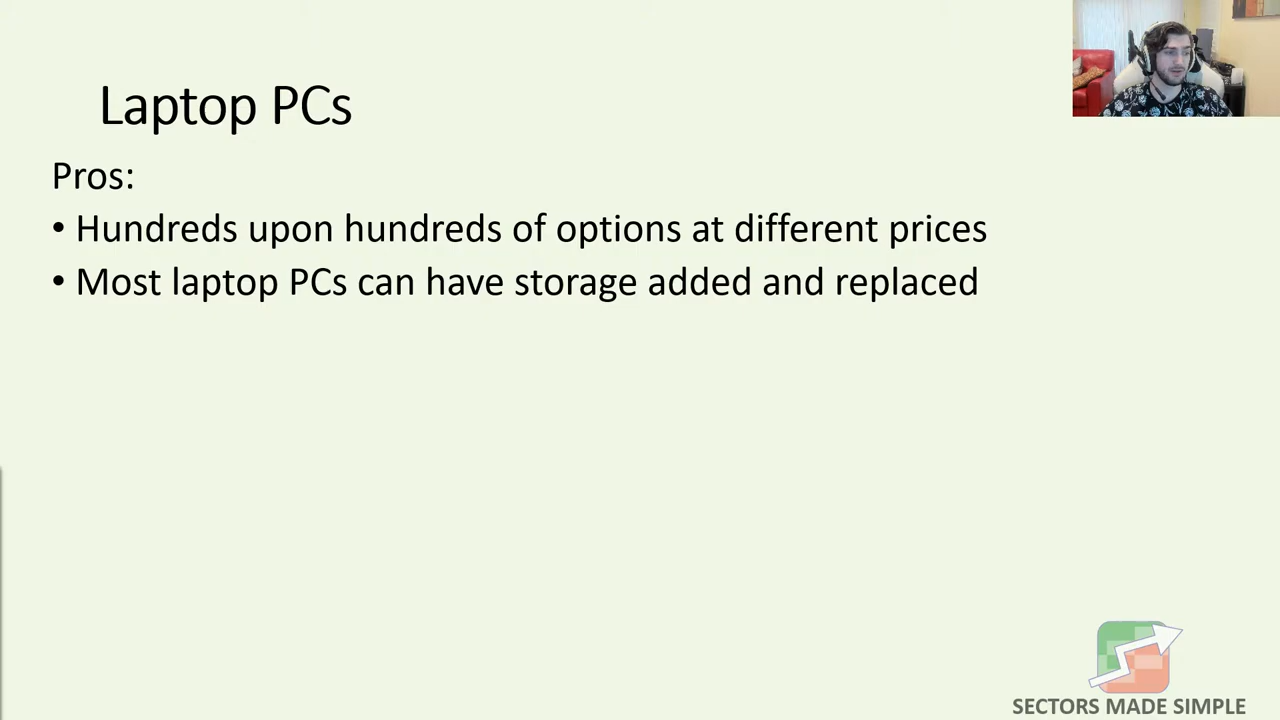 Laptop PCs
Pros:
• Hundreds upon hundreds of options at different prices
• Most laptop PCs can have storage added and replaced
SECTORS MADE SIMPLE